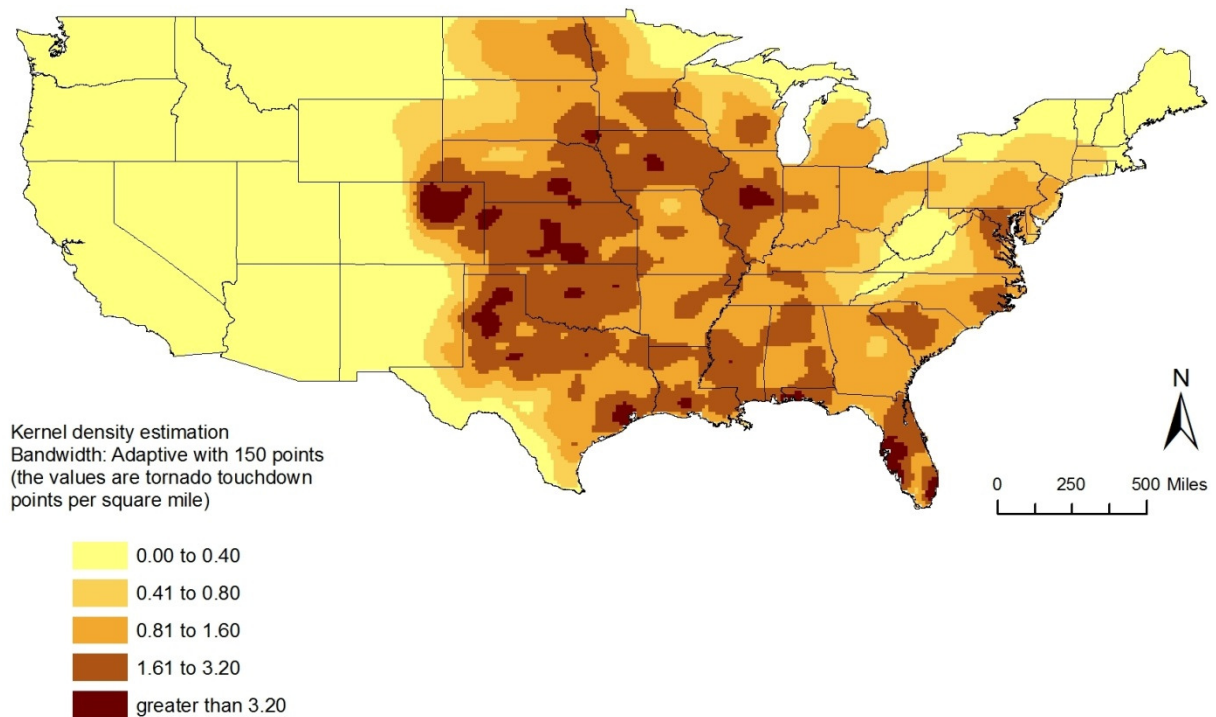 N
Kernel density estimation
Bandwidth: Adaptive with 150 points
(the values are tornado touchdown
points per square mile)
0 250 500 Miles
0.00 to 0.40
0.41 to 0.80
0.81 to 1.60
1.61 to 3.20
greater than 3.20